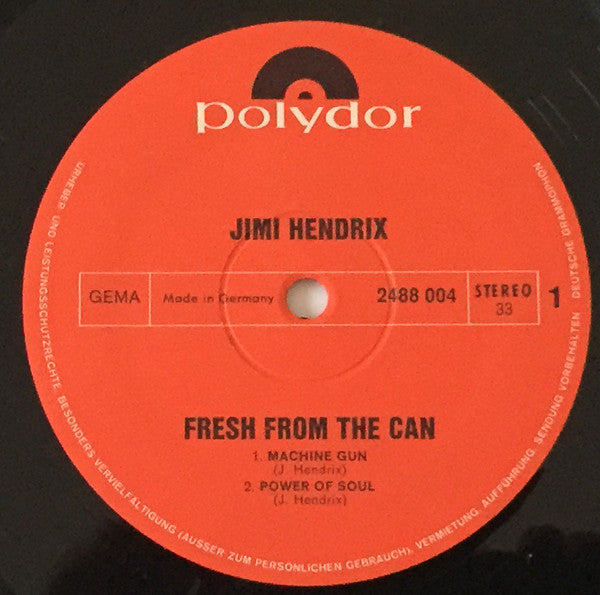 polydor
JIMI HENDRIX
GEMA Made in Germany 2488 004 STEREO 33 1
FRESH FROM THE CAN
1. MACHINE GUN
(J. Hendrix)
2. POWER OF SOUL
(J. Hendrix)
URHEBER UND LEISTUNGSSCHUTZRECHTE. BESONDERS VERVIELFÄLTIGUNG (AUSSER ZUM PERSÖNLICHEN GEBRAUCH), VERMIETUNG, AUFFÜHRUNG, SENDUNG VORBEHALTEN DEUTSCHE GRAMMOPHON